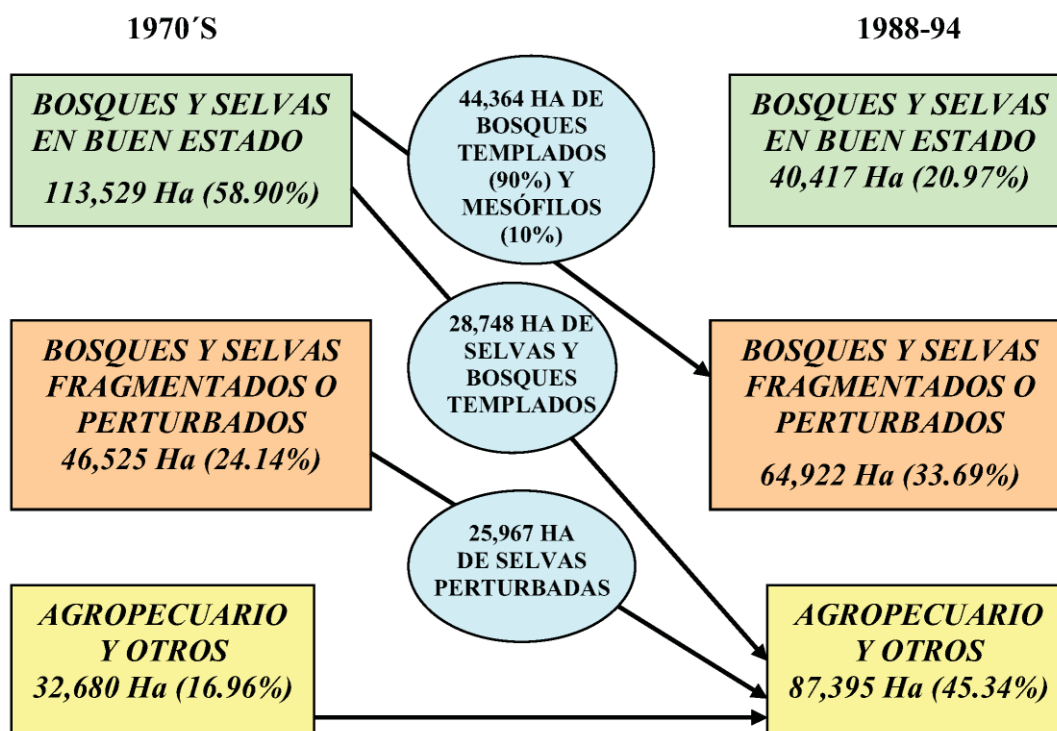 1970´S
1988-94
BOSQUES Y SELVAS
EN BUEN ESTADO
113,529 Ha (58.90%)
44,364 HA DE
BOSQUES
TEMPLADOS
(90%) Y
MESÓFILOS
(10%)
BOSQUES Y SELVAS
EN BUEN ESTADO
40,417 Ha (20.97%)
BOSQUES Y SELVAS
FRAGMENTADOS O
PERTURBADOS
46,525 Ha (24.14%)
28,748 HA DE
SELVAS Y
BOSQUES
TEMPLADOS
BOSQUES Y SELVAS
FRAGMENTADOS O
PERTURBADOS
64,922 Ha (33.69%)
25,967 HA
DE SELVAS
PERTURBADAS
AGROPECUARIO
Y OTROS
32,680 Ha (16.96%)
AGROPECUARIO
Y OTROS
87,395 Ha (45.34%)